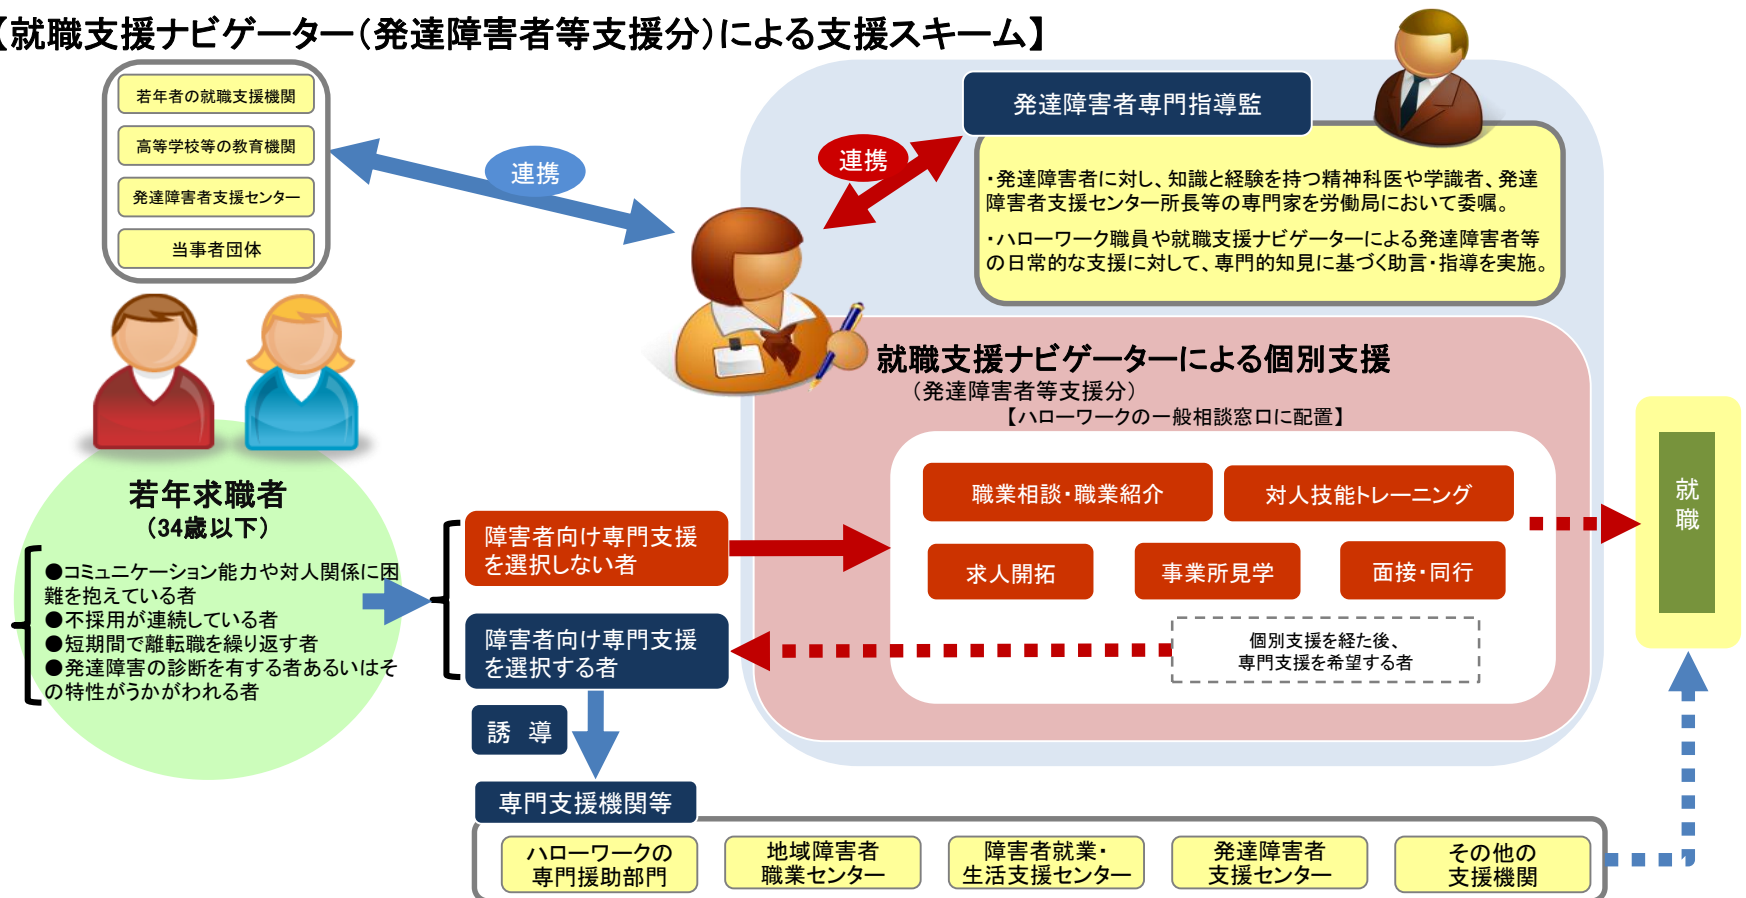 【就職支援ナビゲーター（発達障害者等支援分）による支援スキーム】
若年者の就職支援機関
高等学校等の教育機関
発達障害者支援センター
当事者団体
連携
連携
発達障害者専門指導監
・発達障害者に対し、知識と経験を持つ精神科医や学識者、発達
障害者支援センター所長等の専門家を労働局において委嘱。
・ハローワーク職員や就職支援ナビゲーターによる発達障害者等
の日常的な支援に対して、専門的知見に基づく助言・指導を実施。
就職支援ナビゲーターによる個別支援
（発達障害者等支援分）
【ハローワークの一般相談窓口に配置】
職業相談・職業紹介
対人技能トレーニング
求人開拓
事業所見学
面接・同行
個別支援を経た後、
専門支援を希望する者
就
職
若年求職者
（34歳以下）
●コミュニケーション能力や対人関係に困
難を抱えている者
●不採用が連続している者
●短期間で離転職を繰り返す者
●発達障害の診断を有する者あるいはそ
の特性がうかがわれる者
障害者向け専門支援
を選択しない者
障害者向け専門支援
を選択する者
誘 導
専門支援機関等
ハローワークの
専門援助部門
地域障害者
職業センター
障害者就業・
生活支援センター
発達障害者
支援センター
その他の
支援機関